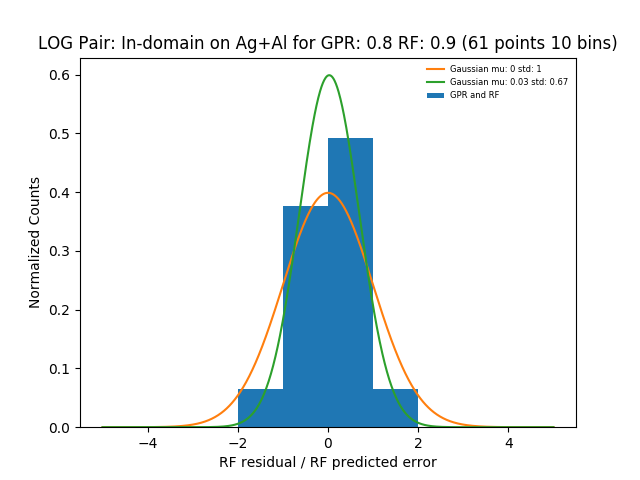 LOG Pair: In-domain on Ag+Al for GPR: 0.8 RF: 0.9 (61 points 10 bins)
Gaussian mu: 0 std: 1
Gaussian mu: 0.03 std: 0.67
GPR and RF
0.6
0.5
0.4
0.3
0.2
0.1
0.0
Normalized Counts
−4
−2
0
2
4
RF residual / RF predicted error